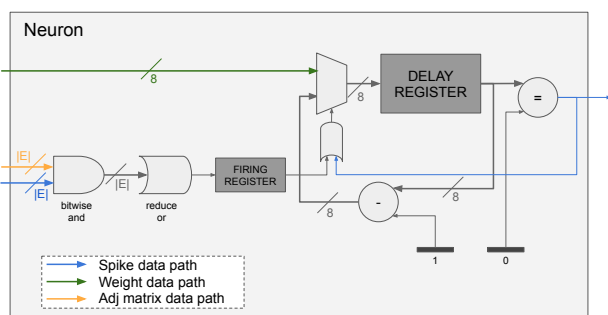 Neuron
8
8
DELAY
REGISTER
=
|E|
|E|
|E|
FIRING
REGISTER
bitwise
and
reduce
or
8
-
8
1
0
Spike data path
Weight data path
Adj matrix data path